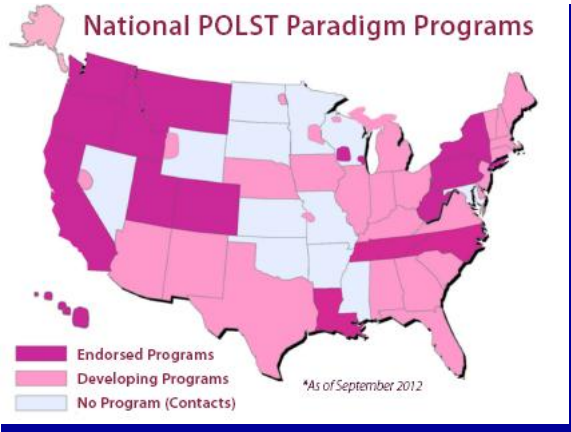 National POLST Paradigm Programs
Endorsed Programs
Developing Programs
No Program (Contacts)
*As of September 2012